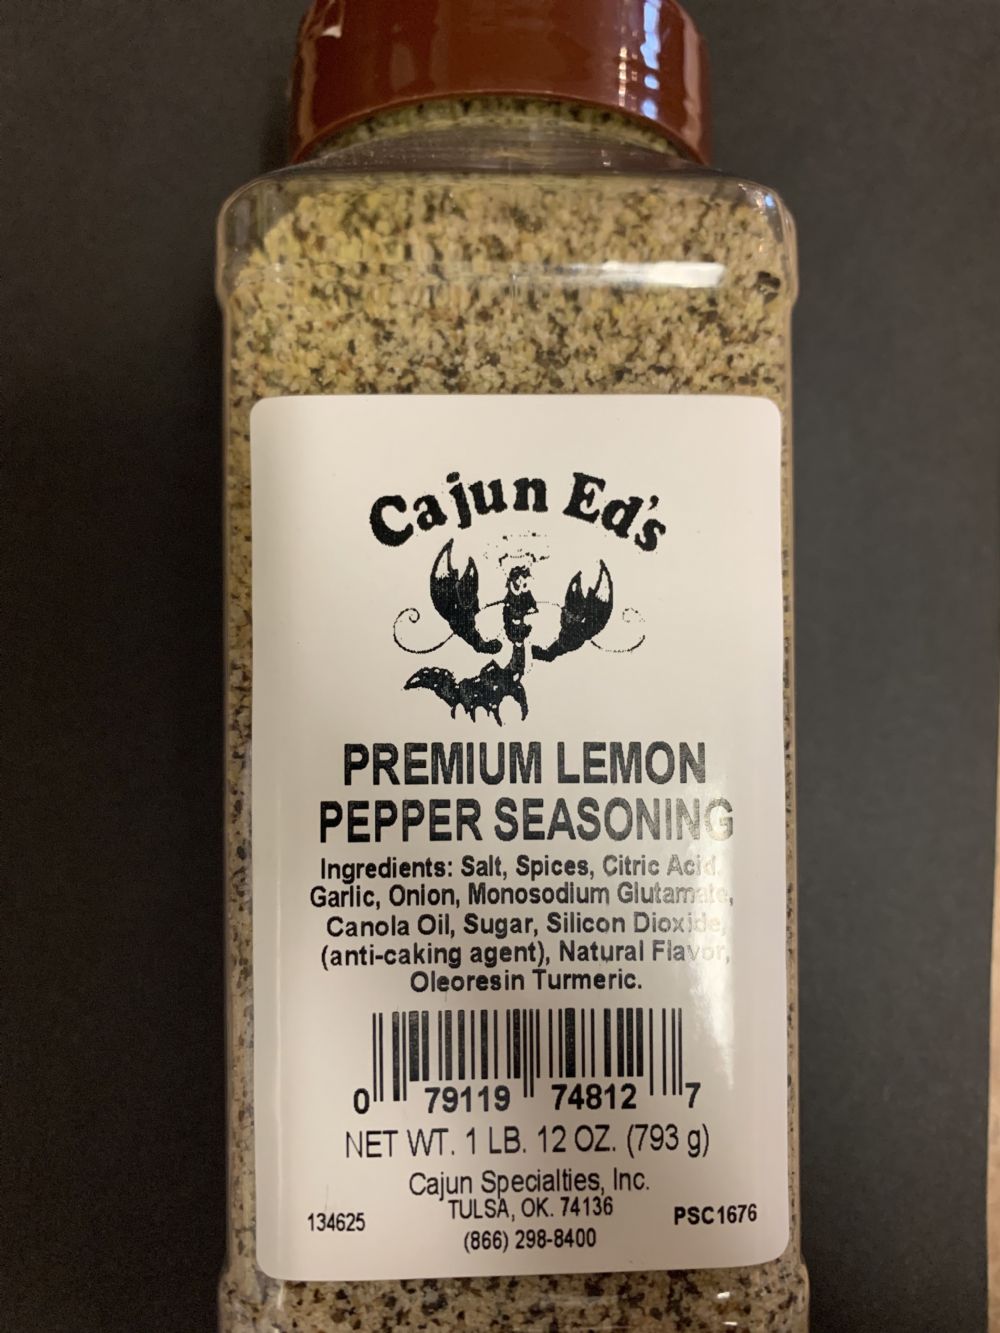 Cajun Ed's
PREMIUM LEMON
PEPPER SEASONING
Ingredients: Salt, Spices, Citric Acid,
Garlic, Onion, Monosodium Glutamate,
Canola Oil, Sugar, Silicon Dioxide,
(anti-caking agent), Natural Flavor,
Oleoresin Turmeric.
0 79119 74812 7
NET WT. 1 LB. 12 OZ. (793 g)
Cajun Specialties, Inc.
TULSA, OK. 74136
134625 (866) 298-8400 PSC1676